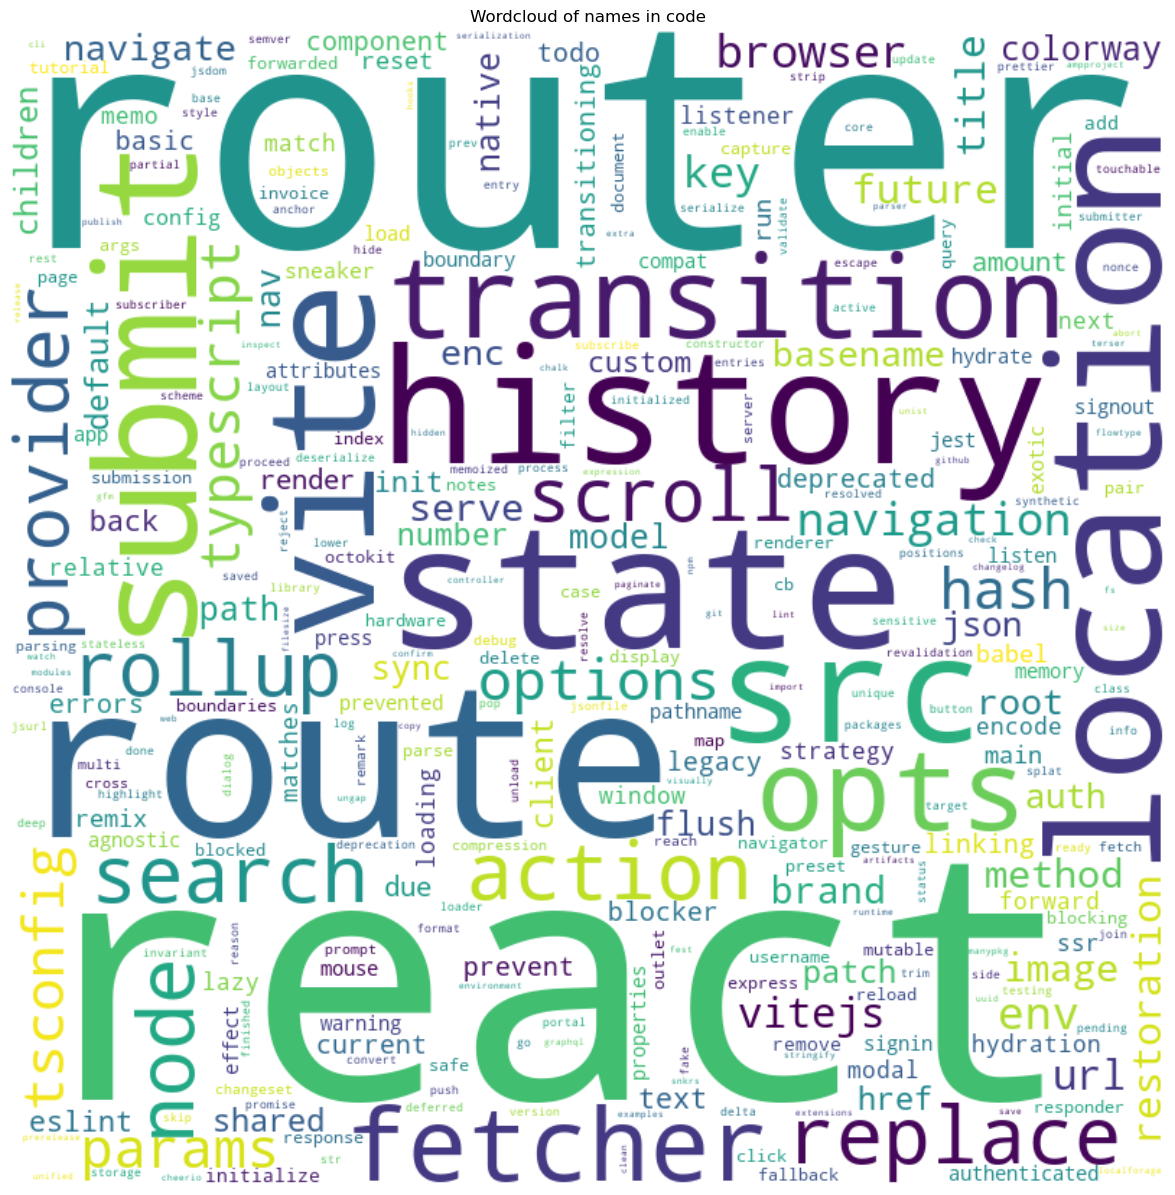 Wordcloud of names in code
cli
semver
serialization
navigate
component
browser
colorway
tutorial
jsdom
forwarded
reset
todo
strip
update
prettier
ampproject
router
children
memo
base
style
basic
partial
match
objects
invoice
anchor
publish
config
prev
hooks
native
entry
transitioning
document
extra
listener
enable
capture
key
serialize
run
validate
core
future
parser
query
title
initial
add
touchable
submitter
nonce
location
submit
args
load
hide
rest
page
release
subscriber
default
typescript
nav
sneaker
boundary
compat
escape
amount
transition
active
next
abort
terser
provider
inspect
attributes
layout
scheme
vite
enc
subscribe
custom
constructor
entries
basename
hydrate
chalk
initialized
history
unist
signout
flowtype
app
index
hidden
filter
server
jest
github
exotic
submission
proceed
deserialize
render
init
memoized
process
notes
expression
scroll
deprecated
resolved
pair
synthetic
gfm
back
reject
lower
octokit
serve
number
model
renderer
navigation
positions
check
listen
changelog
relative
saved
library
controller
case
paginate
npm
cb
fs
state
hash
path
filesize
press
hardware
resolve
git
lint
sensitive
json
size
parsing
stateless
watch
modules
debug
confirm
delete
display
revalidation
babel
rollup
sync
options
import
src
unique
button
memory
class
console
errors
boundaries
prevented
pop
jsonfile
pathname
packages
root
encode
info
jsurl
web
log
copy
route
matches
done
multi
cross
highlight
dialog
remark
parse
ungap
loading
unload
client
map
legacy
visually
strategy
main
splat
opts
window
target
auth
deep
remix
agnostic
blocked
deprecation
compression
flush
reach
navigator
gesture
artifacts
linking
ready
fetch
search
due
action
preset
brand
status
method
tsconfig
loader
format
blocker
runtime
forward
blocking
react
invariant
reason
prompt
mouse
prevent
environment
outlet
fest
username
express
patch
mutable
trim
manypkg
side
ssr
join
image
node
lazy
finished
effect
warning
current
convert
portal
go
graphql
properties
vitejs
reload
uuid
testing
env
pending
restoration
fake
remove
stringify
signin
hydration
safe
changeset
push
snkrs
modal
url
eslint
skip
promise
shared
deferred
version
examples
text
delta
extensions
href
save
responder
prerelease
params
response
fetcher
clean
click
replace
unified
storage
cheerio
str
initialize
fallback
authenticated
localforage